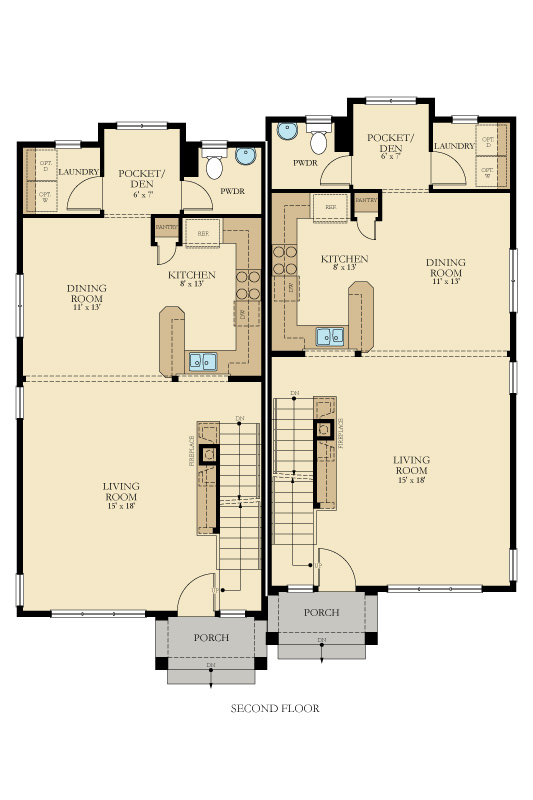 OPT.
D
LAUNDRY
OPT.
W
POCKET/
DEN
6' x 7'
PWDR
PANTRY
REF.
KITCHEN
8' x 13'
DW
DINING
ROOM
11' x 13'
DN
FIREPLACE
LIVING
ROOM
15' x 18'
UP
PORCH
DN
PWDR
POCKET/
DEN
6' x 7'
LAUNDRY
OPT.
D
OPT.
W
REF.
PANTRY
KITCHEN
8' x 13'
DW
DINING
ROOM
11' x 13'
DN
FIREPLACE
LIVING
ROOM
15' x 18'
UP
PORCH
DN
SECOND FLOOR